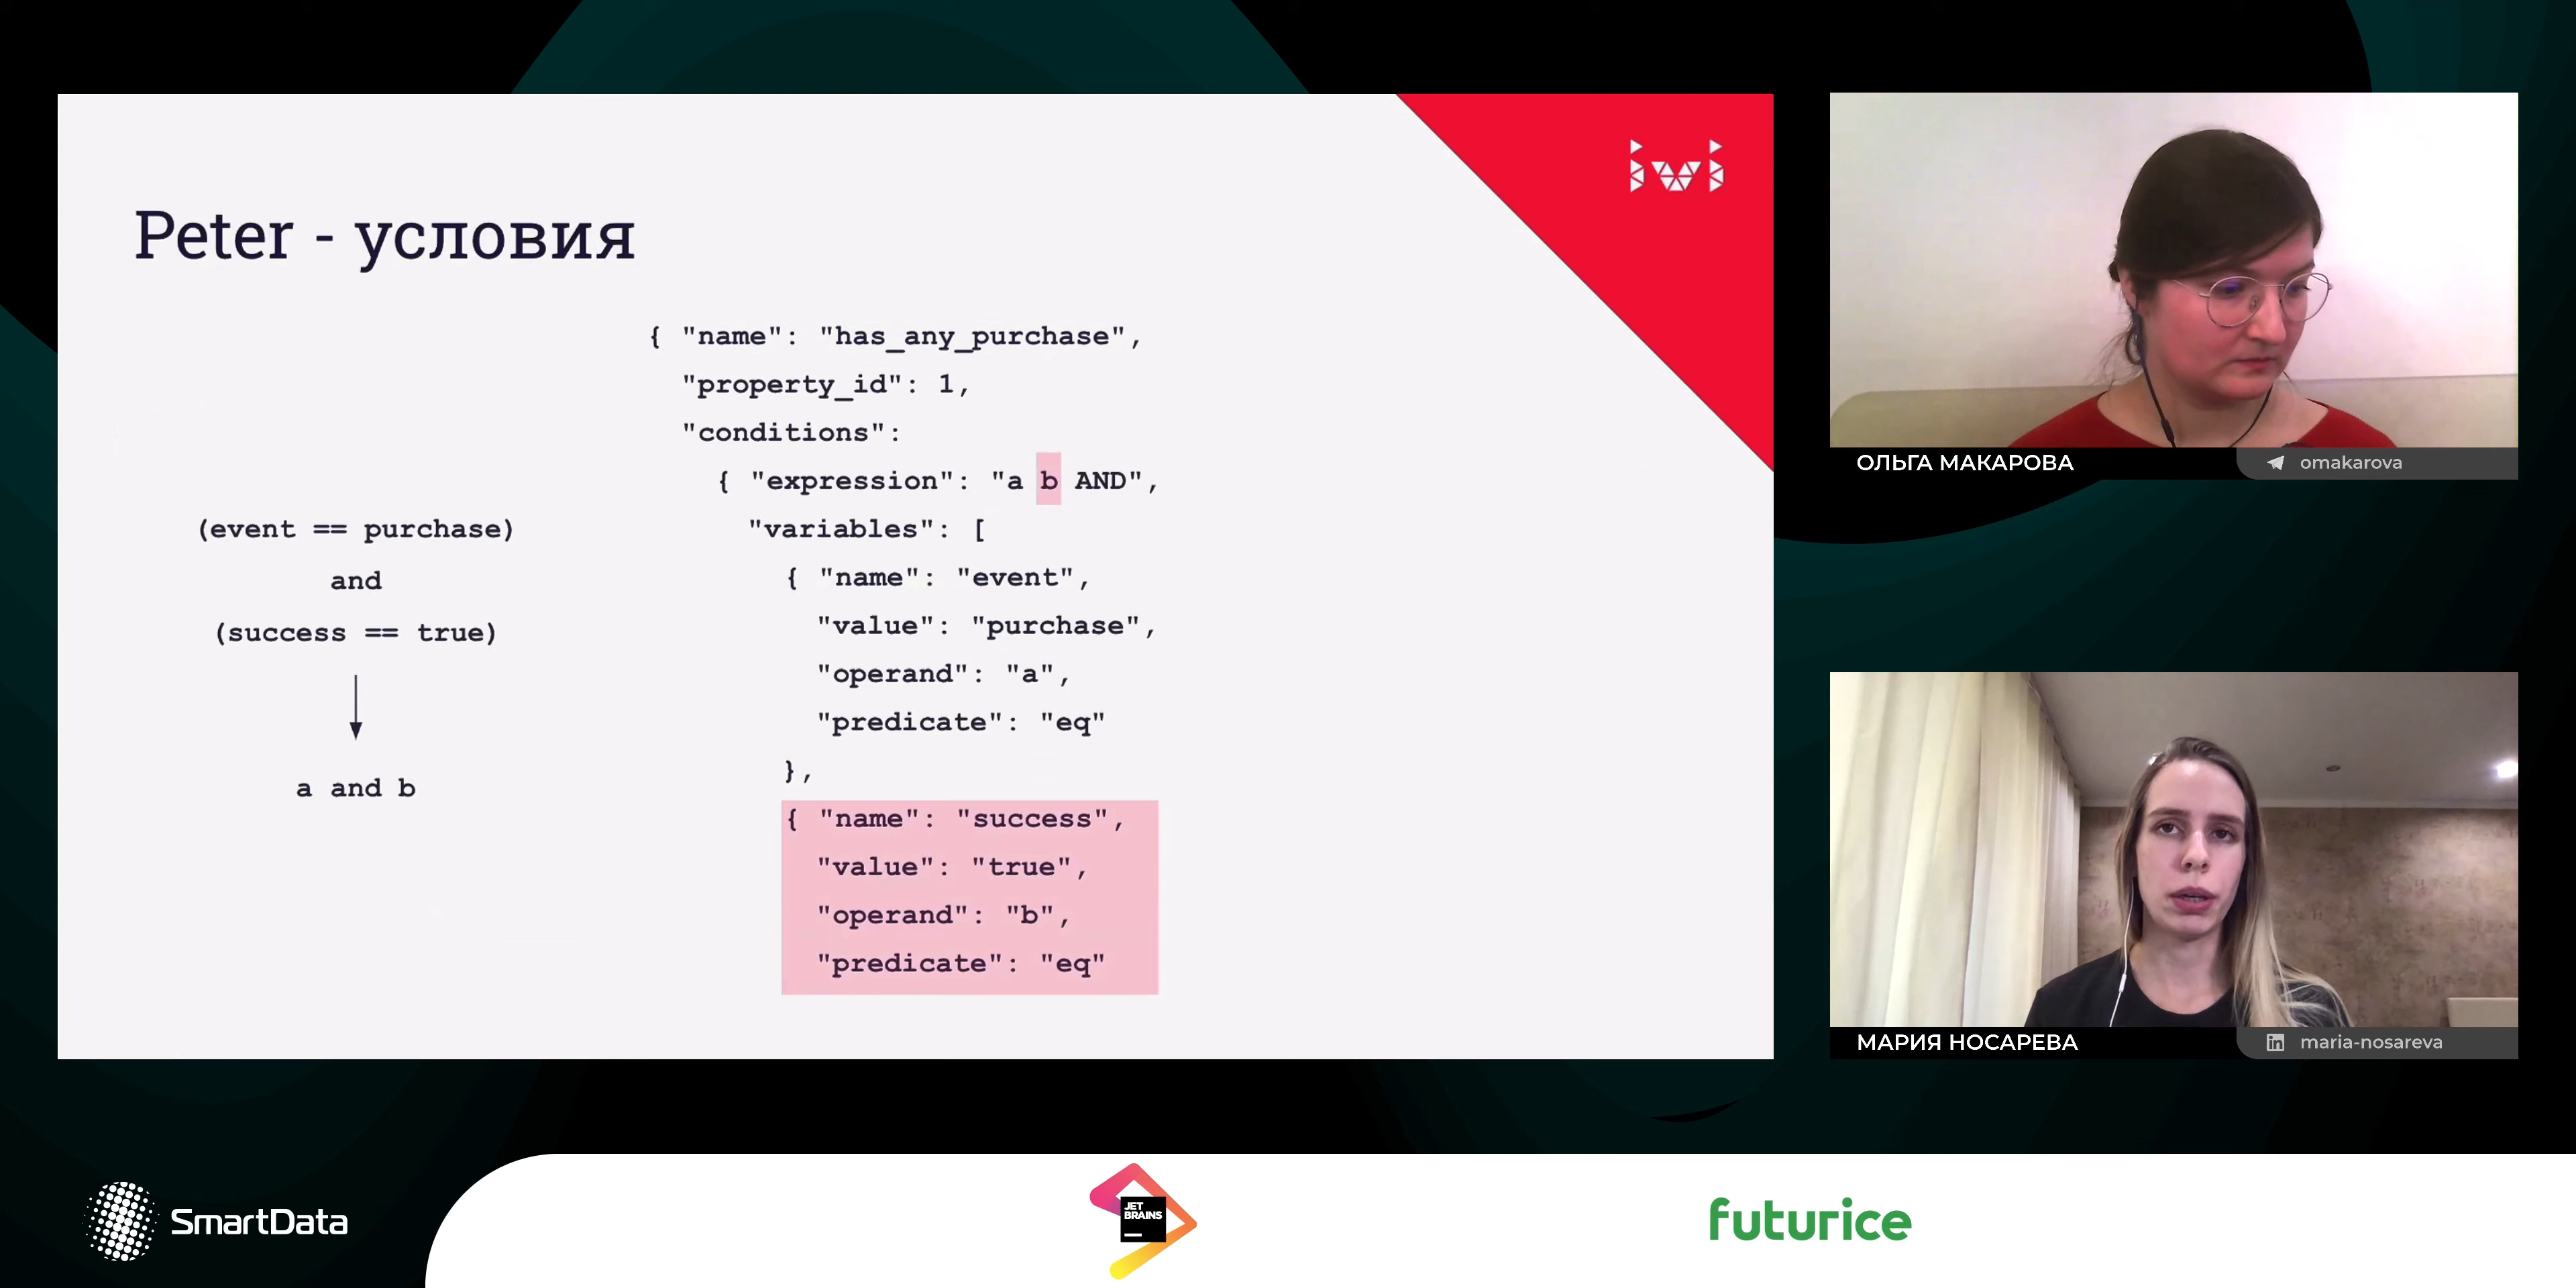 ivi
Peter - условия
(event == purchase)
and
(success == true)
a and b
{ "name": "has_any_purchase",
"property_id": 1,
"conditions":
{ "expression": "a b AND",
"variables": [
{ "name": "event",
"value": "purchase",
"operand": "a",
"predicate": "eq"
},
{ "name": "success",
"value": "true",
"operand": "b",
"predicate": "eq"
ОЛЬГА МАКАРОВА
omakarova
МАРИЯ НОСАРЕВА
in maria-nosareva
SmartData
JET
BRAINS
futurice